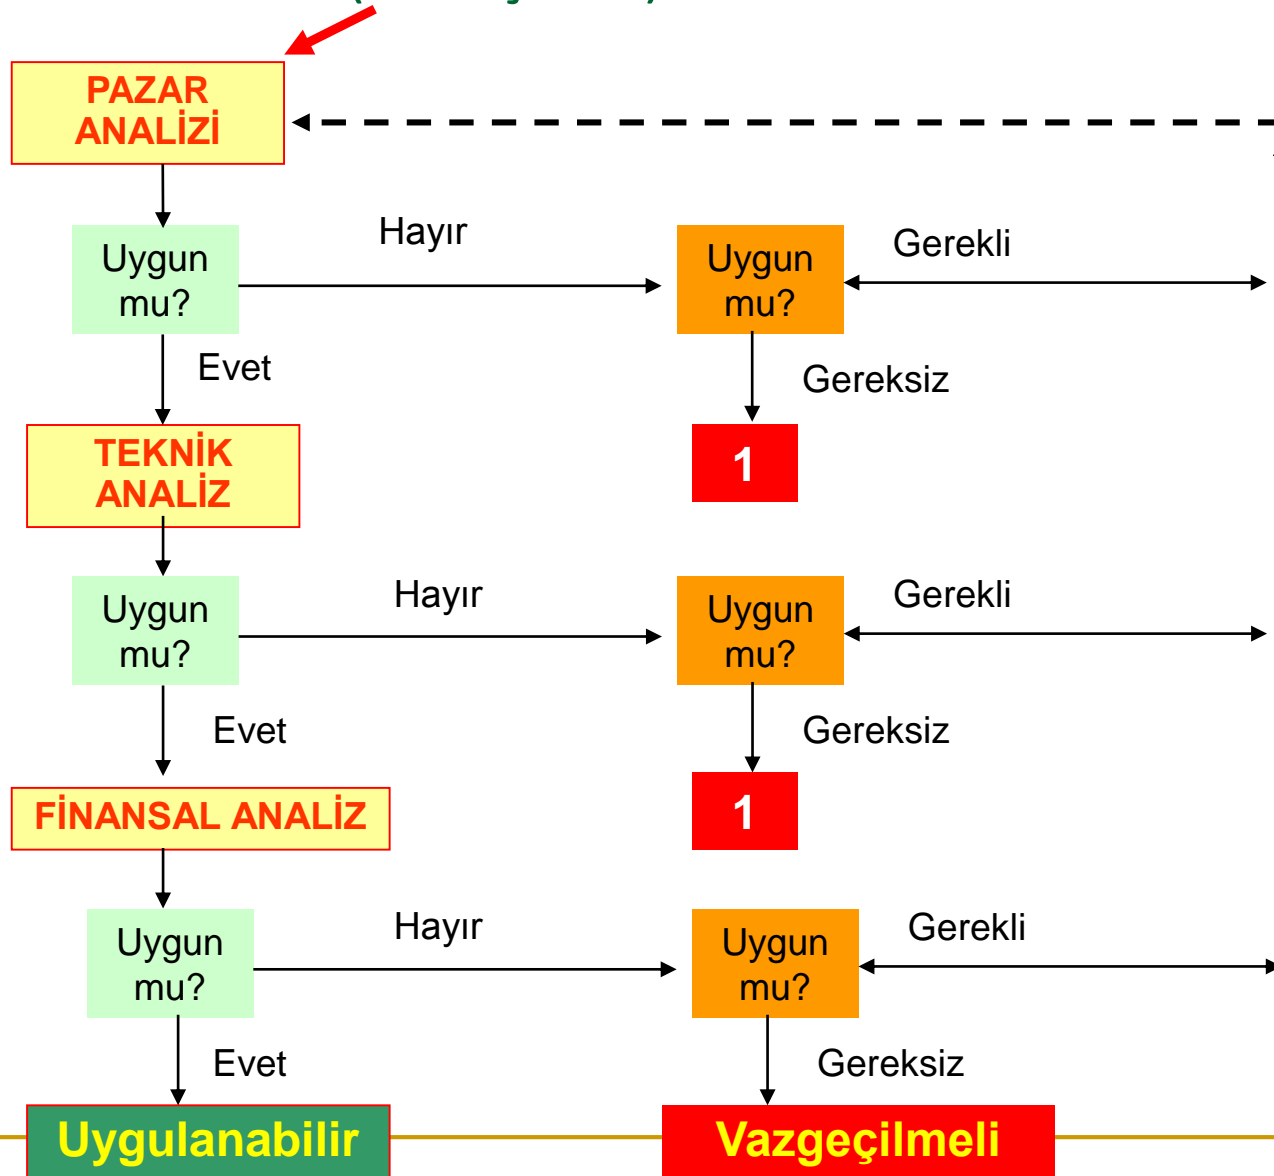 PAZAR
ANALİZİ
Hayır
Gerekli
Uygun
mu?
Uygun
mu?
Evet
Gereksiz
TEKNİK
ANALİZ
1
Hayır
Gerekli
Uygun
mu?
Uygun
mu?
Evet
Gereksiz
FİNANSAL ANALİZ
1
Hayır
Gerekli
Uygun
mu?
Uygun
mu?
Evet
Gereksiz
Uygulanabilir
Vazgeçilmeli